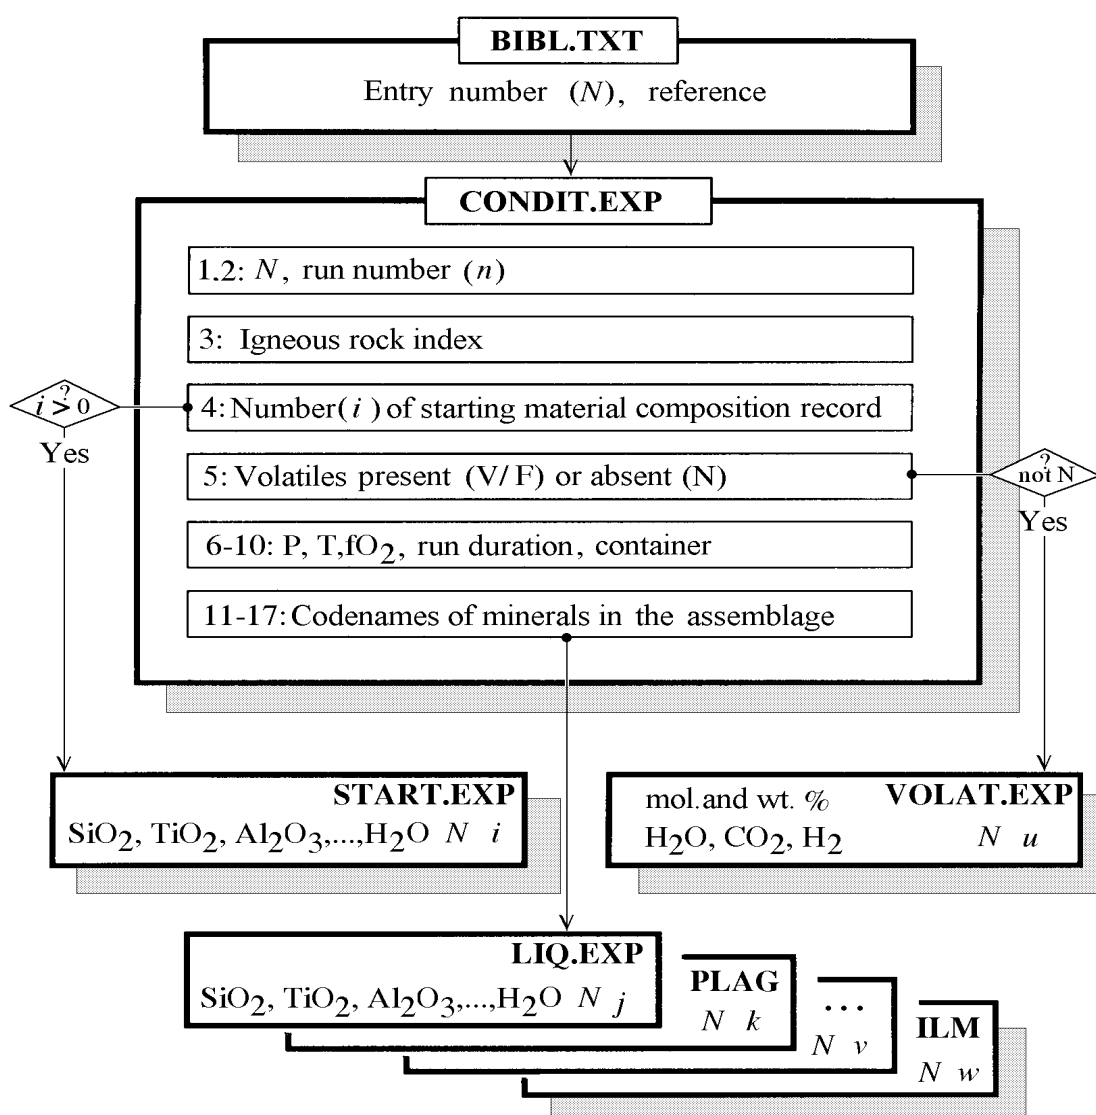 BIBL.TXT
Entry number (N), reference
CONDIT.EXP
1,2: N, run number (n)
3: Igneous rock index
?
i > 0
4: Number(i) of starting material composition record
Yes
5: Volatiles present (V/F) or absent (N)
?
not N
Yes
6-10: P, T,fO₂, run duration, container
11-17: Codenames of minerals in the assemblage
START.EXP
SiO₂, TiO₂, Al₂O₃,...,H₂O N i
mol.and wt. % VOLAT.EXP
H₂O, CO₂, H₂ N u
LIQ.EXP
SiO₂, TiO₂, Al₂O₃,...,H₂O N j
PLAG
N k
...
N v
ILM
N w